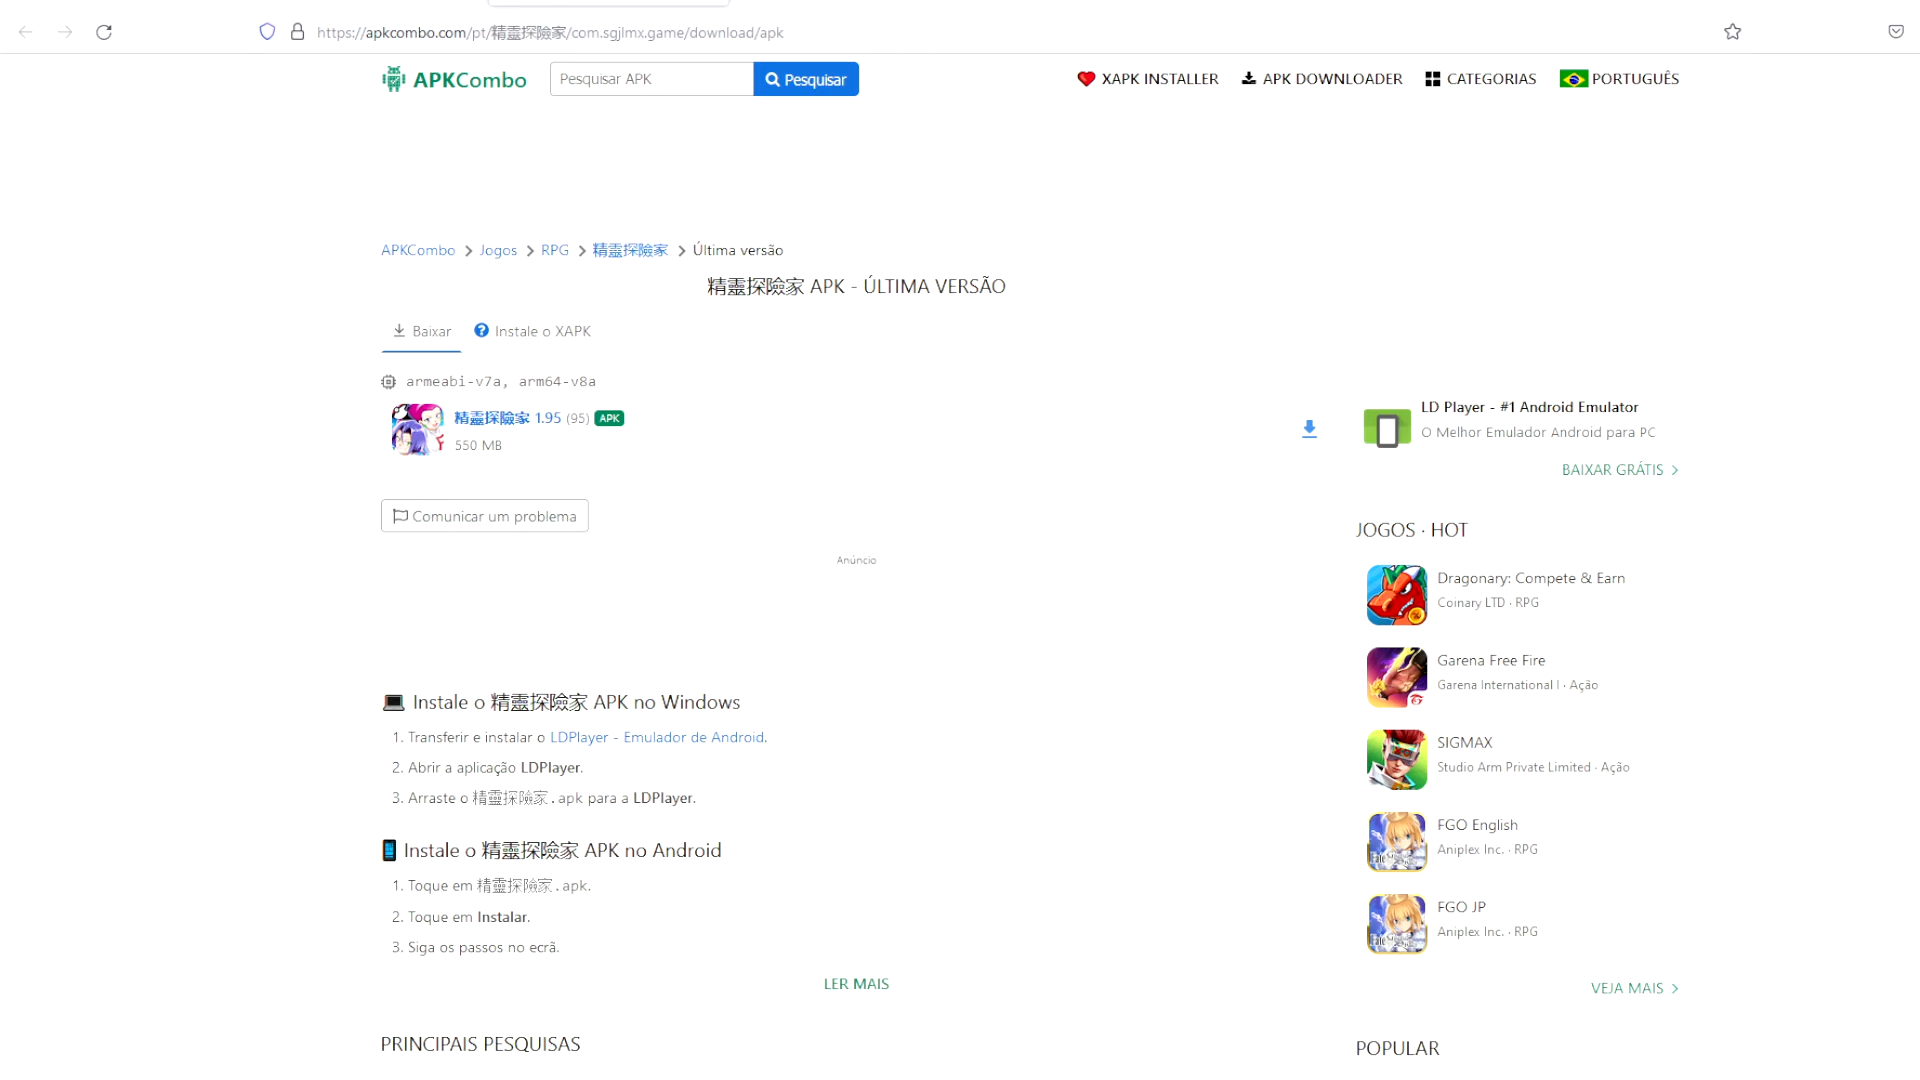 https://apkcombo.com/pt/精靈探險家/com.sgjlmx.game/download/apk
APKCombo
Pesquisar APK
Pesquisar
XAPK INSTALLER
APK DOWNLOADER
CATEGORIAS
PORTUGUÊS
APKCombo > Jogos > RPG > 精靈探險家 > Última versão
精靈探險家 APK - ÚLTIMA VERSÃO
Baixar
Instale o XAPK
armeabi-v7a, arm64-v8a
精靈探險家 1.95 (95) APK
550 MB
Comunicar um problema
Anúncio
Instale o 精靈探險家 APK no Windows
1. Transferir e instalar o LDPlayer - Emulador de Android.
2. Abrir a aplicação LDPlayer.
3. Arraste o 精靈探險家.apk para a LDPlayer.
Instale o 精靈探險家 APK no Android
1. Toque em 精靈探險家.apk.
2. Toque em Instalar.
3. Siga os passos no ecrã.
LER MAIS
PRINCIPAIS PESQUISAS
LD Player - #1 Android Emulator
O Melhor Emulador Android para PC
BAIXAR GRÁTIS >
JOGOS · HOT
Dragonary: Compete & Earn
Coinary LTD · RPG
Garena Free Fire
Garena International I · Ação
SIGMAX
Studio Arm Private Limited · Ação
FGO English
Aniplex Inc. · RPG
FGO JP
Aniplex Inc. · RPG
VEJA MAIS >
POPULAR